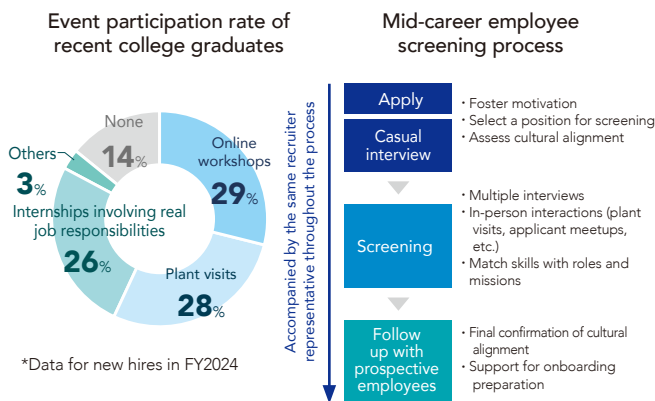 Event participation rate of
recent college graduates
None
14%
Online
workshops
29%
Others
3%
Internships involving real
job responsibilities
26%
Plant visits
28%
*Data for new hires in FY2024
Mid-career employee
screening process
Accompanied by the same recruiter
representative throughout the process
Apply
Casual
interview
・Foster motivation
・Select a position for screening
・Assess cultural alignment
Screening
・Multiple interviews
・In-person interactions (plant
visits, applicant meetups,
etc.)
・Match skills with roles and
missions
Follow
up with
prospective
employees
・Final confirmation of cultural
alignment
・Support for onboarding
preparation